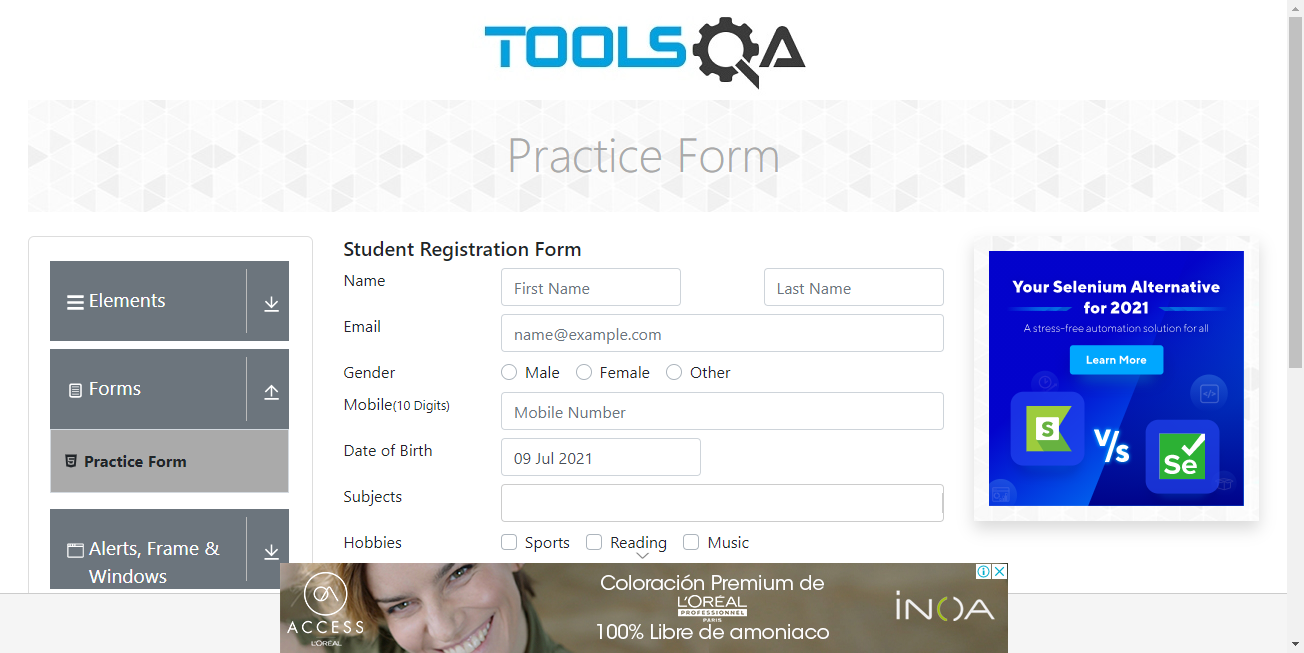 TOOLSQA
Practice Form
Elements
Forms
Practice Form
Alerts, Frame &
Windows
Student Registration Form
Name
First Name
Last Name
Email
name@example.com
Gender
Male
Female
Other
Mobile(10 Digits)
Mobile Number
Date of Birth
09 Jul 2021
Subjects
Hobbies
Sports
Reading
Music
Your Selenium Alternative
for 2021
A stress-free automation solution for all
Learn More
S
V/s
Se
ACCESS
L'ORÉAL
Coloración Premium de
L'ORÉAL
PROFESSIONNEL
PARIS
100% Libre de amoniaco
iNOA